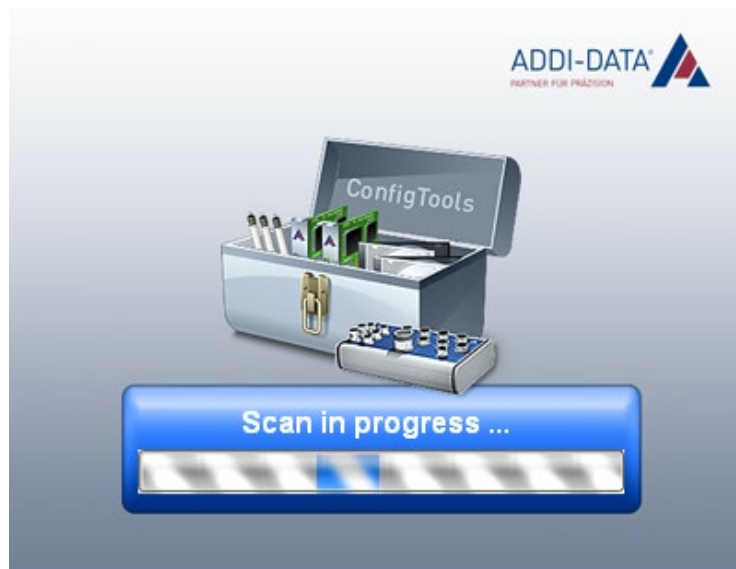 ADDI-DATA®
PARTNER FÜR PRÄZISION
ConfigTools
Scan in progress ...